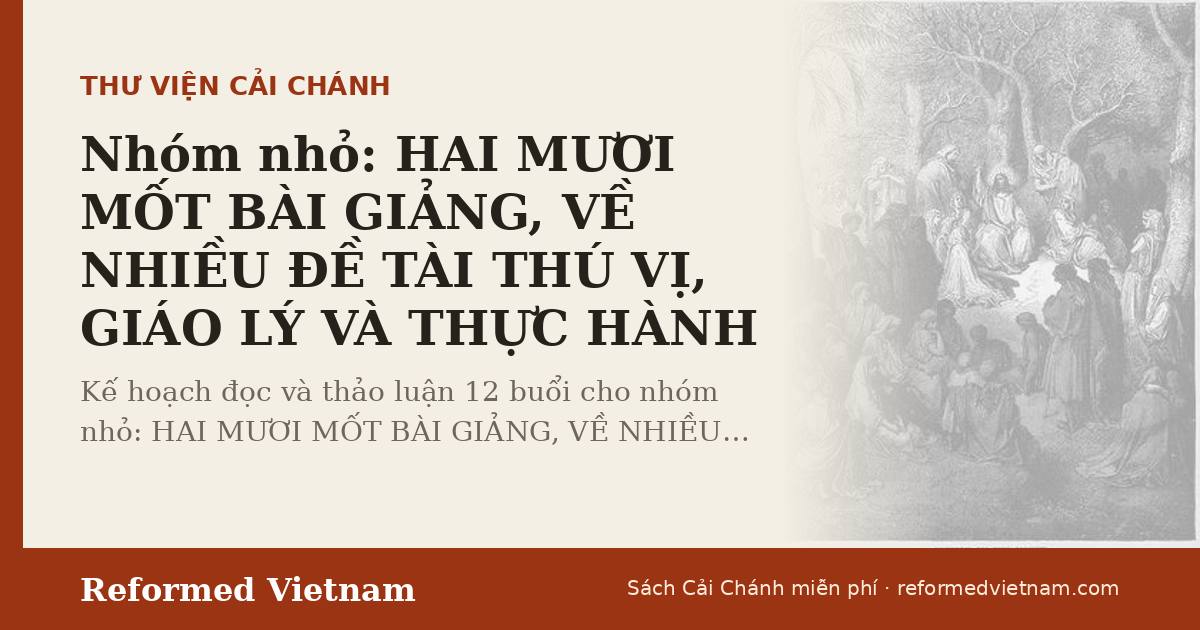 THƯ VIỆN CẢI CHÁNH
Nhóm nhỏ: HAI MƯƠI
MỐT BÀI GIẢNG, VỀ
NHIỀU ĐỀ TÀI THÚ VỊ,
GIÁO LÝ VÀ THỰC HÀNH
Kế hoạch đọc và thảo luận 12 buổi cho nhóm
nhỏ: HAI MƯƠI MỐT BÀI GIẢNG, VỀ NHIỀU...
Reformed Vietnam
Sách Cải Chánh miễn phí · reformedvietnam.com